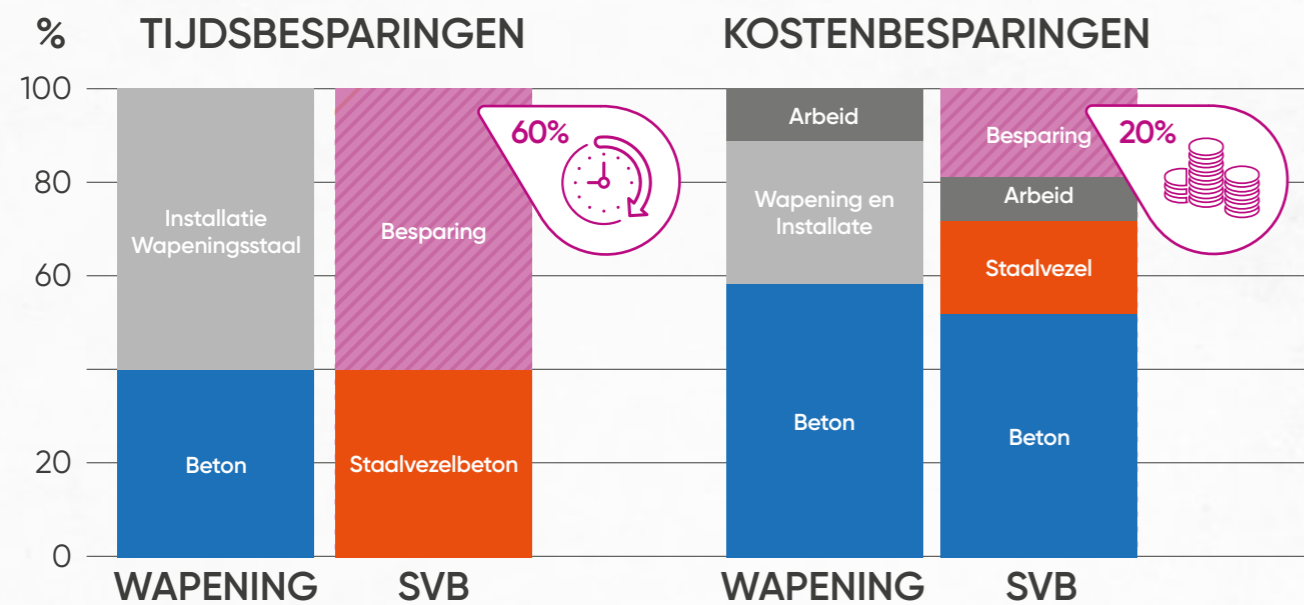 % TIJDSBESPARINGEN KOSTENBESPARINGEN
100
80
60
20
0
Installatie
Wapeningsstaal
Beton
Besparing
60%
Staalvezelbeton
Arbeid
Wapening en
Installate
Beton
Besparing
20%
Arbeid
Staalvezel
Beton
WAPENING SVB WAPENING SVB